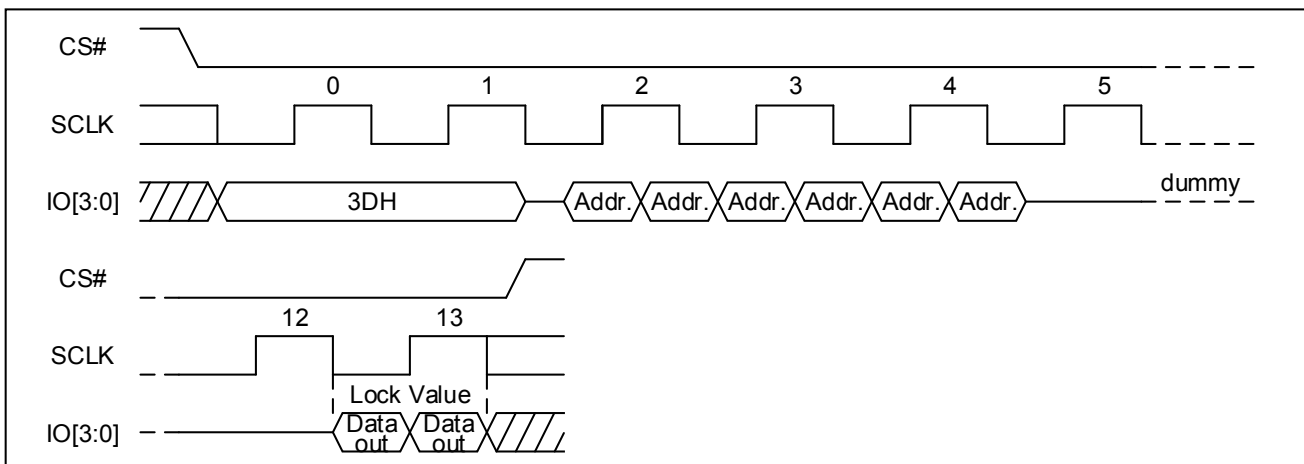 CS#
0 1 2 3 4 5
SCLK
dummy
IO[3:0] 3DH Addr. Addr. Addr. Addr. Addr. Addr.
CS#
12 13
SCLK
Lock Value
IO[3:0] Data out Data out